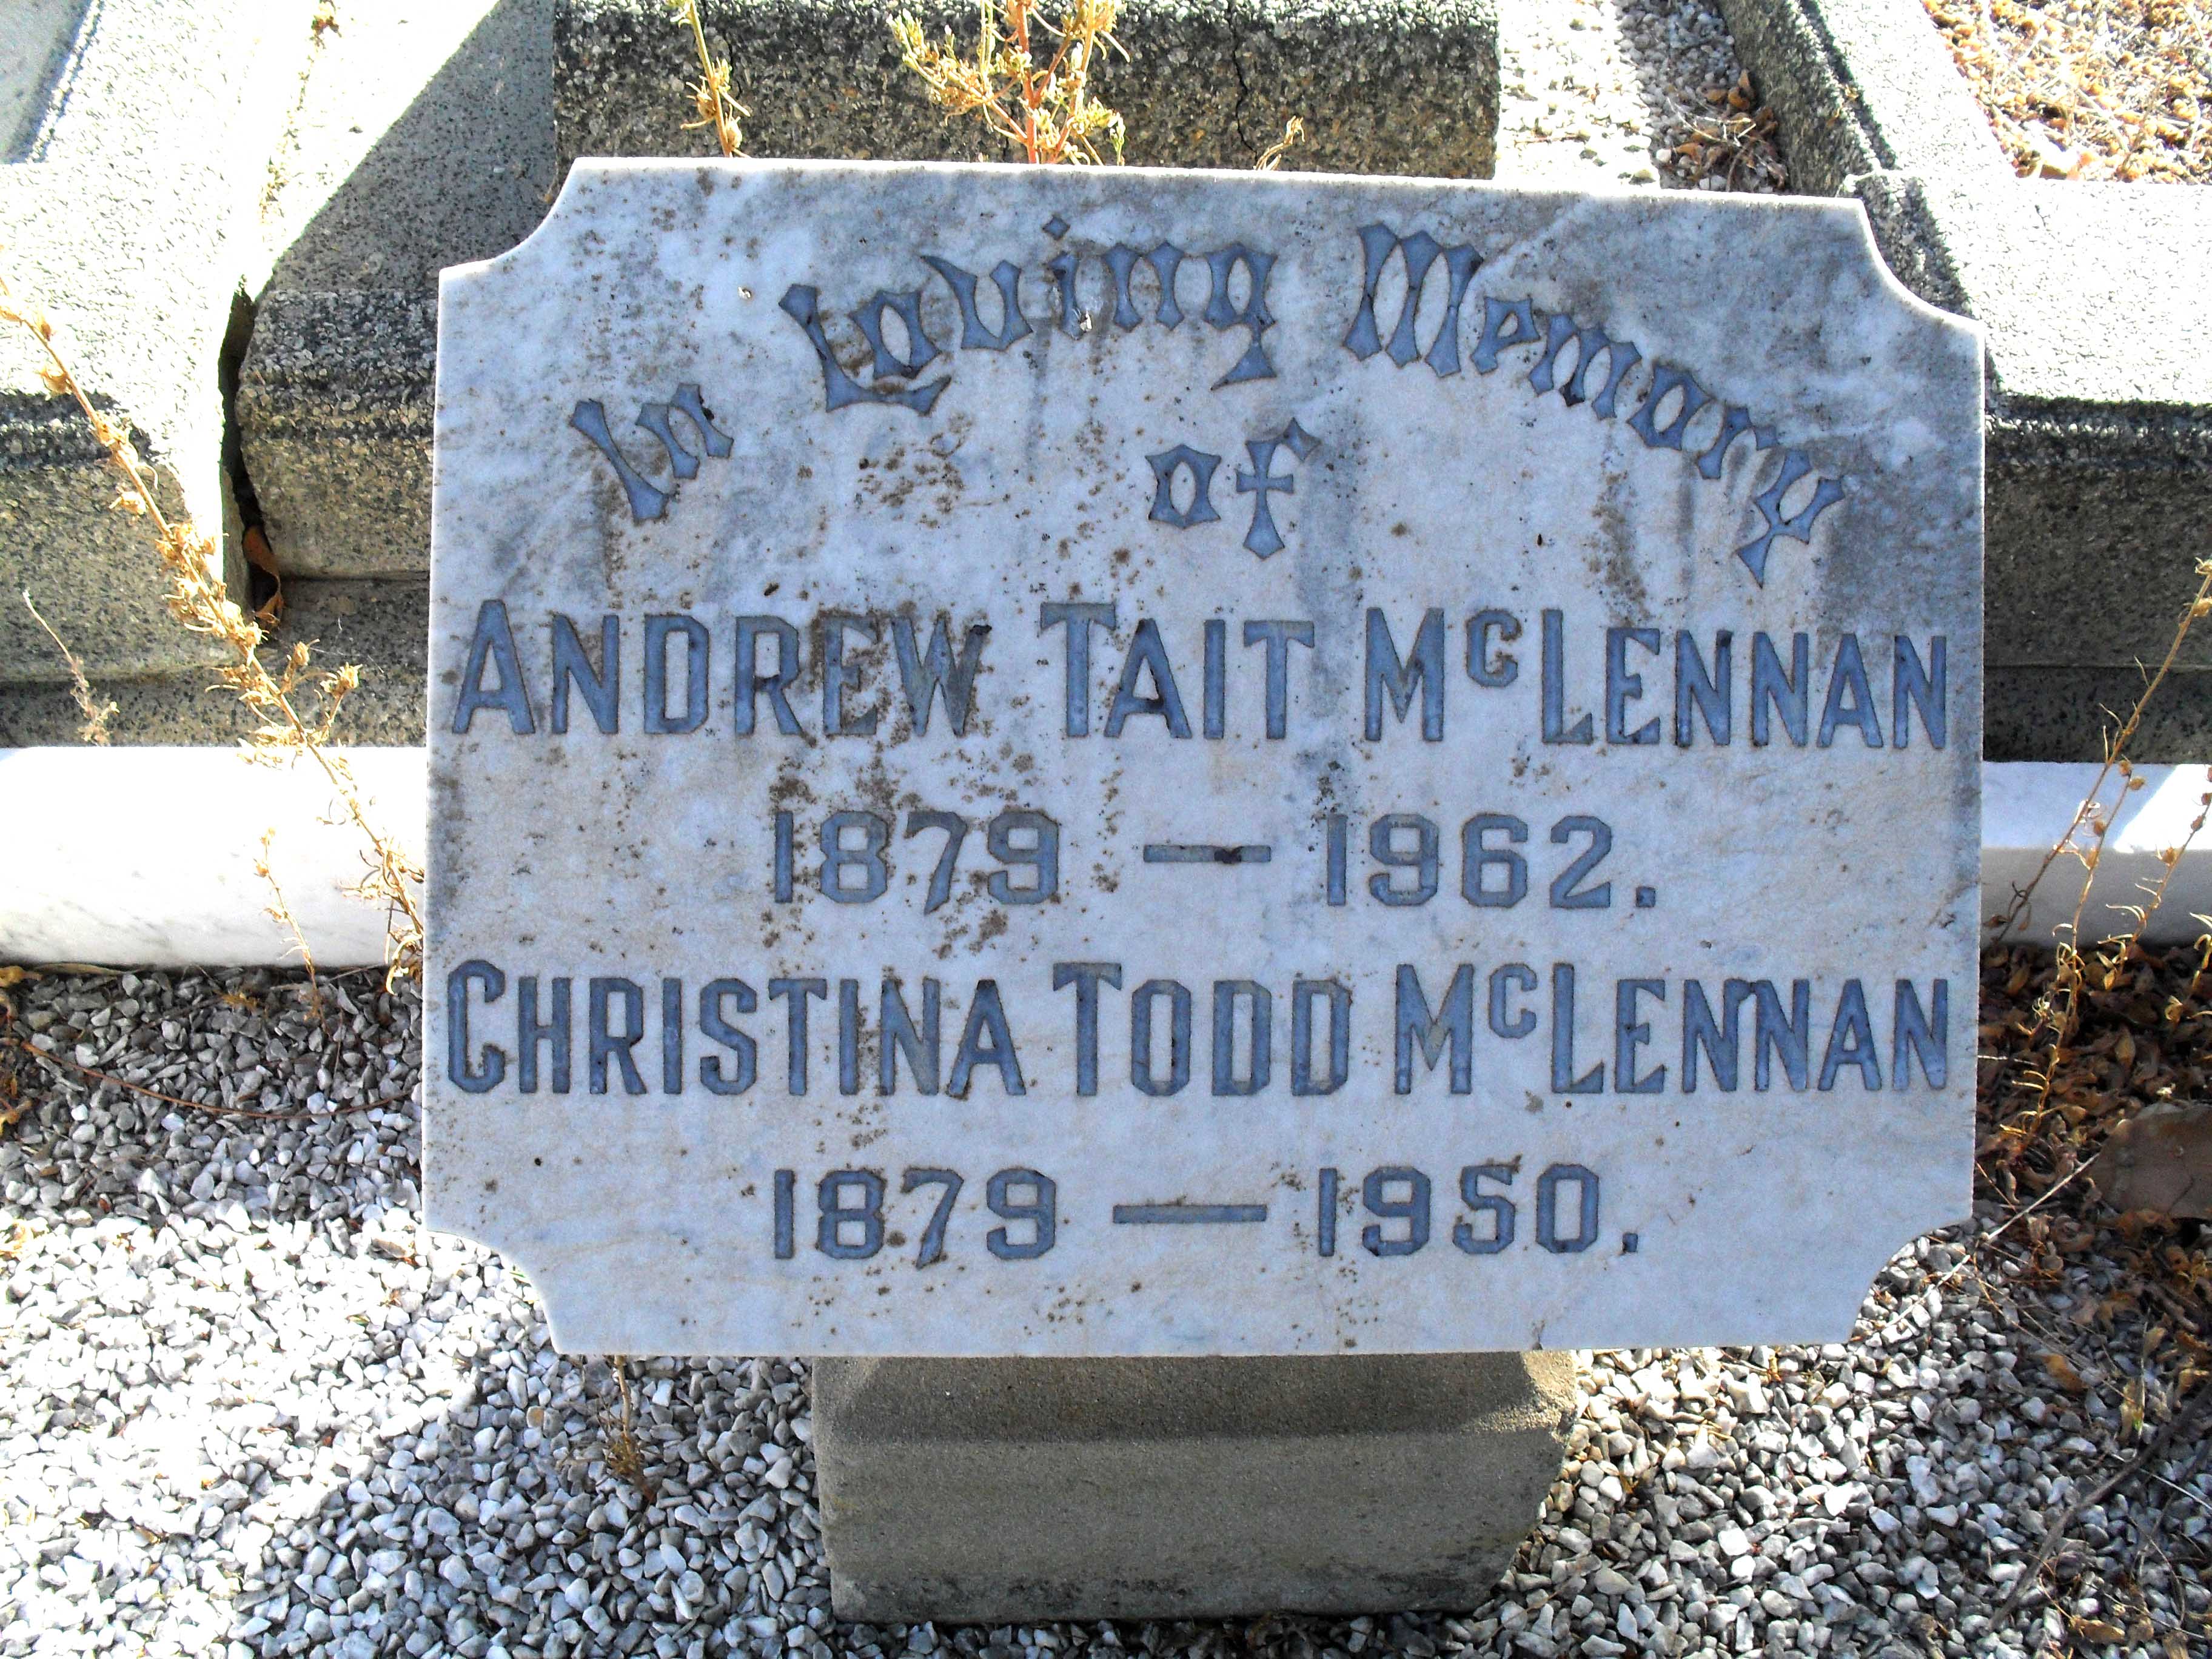 In Loving Memory
of
ANDREW TAIT McLENNAN
1879 — 1962.
CHRISTINA TODD McLENNAN
1879 — 1950.